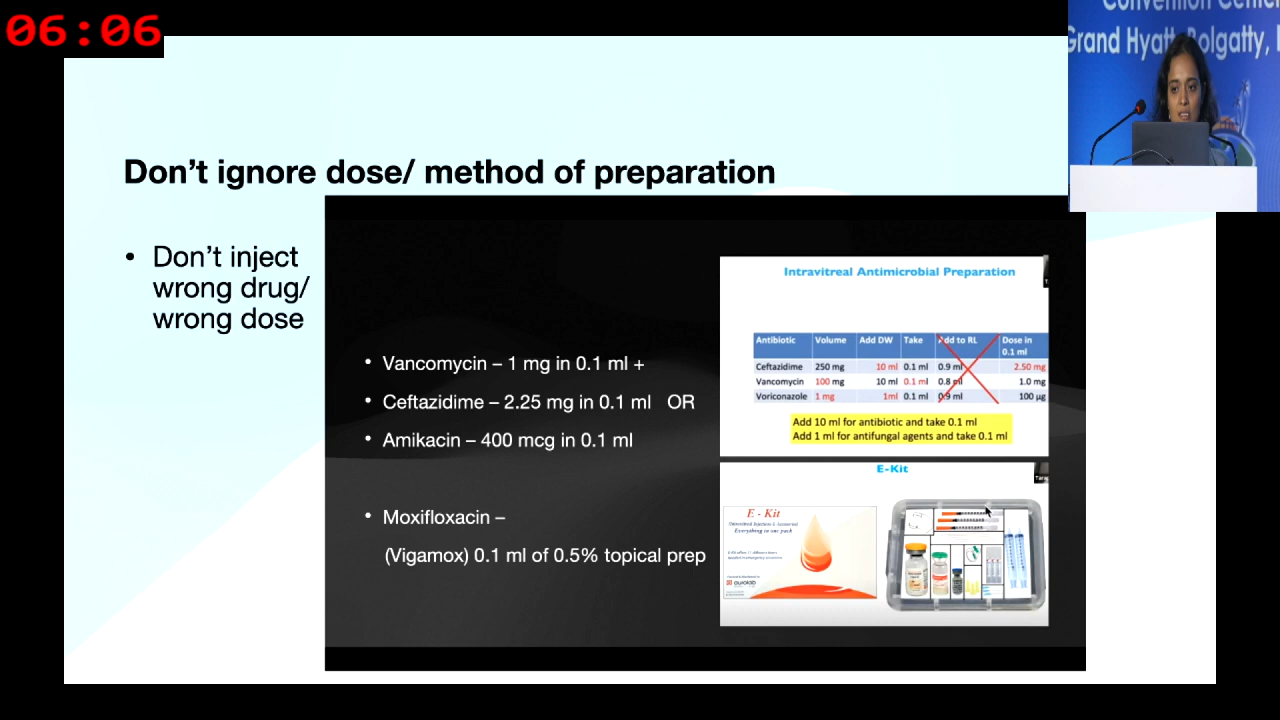 06:06
Convention Center
Grand Hyatt, Bolgatty,
Don't ignore dose/ method of preparation
• Don't inject
wrong drug/
wrong dose
• Vancomycin – 1 mg in 0.1 ml +
• Ceftazidime – 2.25 mg in 0.1 ml OR
• Amikacin – 400 mcg in 0.1 ml
• Moxifloxacin –
(Vigamox) 0.1 ml of 0.5% topical prep
Intravitreal Antimicrobial Preparation
Antibiotic Volume Add DW Take Add to RL Dose in
0.1 ml
Ceftazidime 250 mg 10 ml 0.1 ml 0.9 ml 2.50 mg
Vancomycin 100 mg 10 ml 0.1 ml 0.8 ml 1.0 mg
Voriconazole 1 mg 1ml 0.1 ml 0.9 ml 100 µg
Add 10 ml for antibiotic and take 0.1 ml
Add 1 ml for antifungal agents and take 0.1 ml
E-Kit
E - Kit
Everything in one pack
aurolab